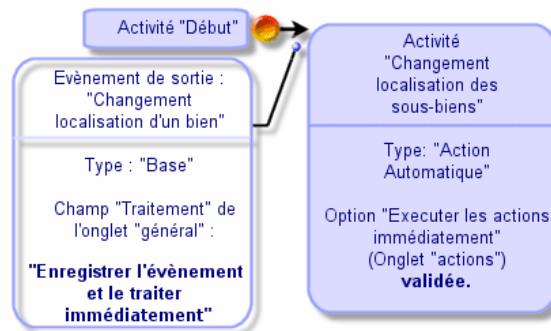 Activité "Début"
Evènement de sortie :
"Changement
localisation d'un bien"
Type : "Base"
Champ "Traitement" de
l'onglet "général" :
"Enregistrer l'évènement
et le traiter
immédiatement"
Activité
"Changement
localisation des
sous-biens"
Type: "Action
Automatique"
Option "Executer les actions
immédiatement"
(Onglet "actions")
validée.